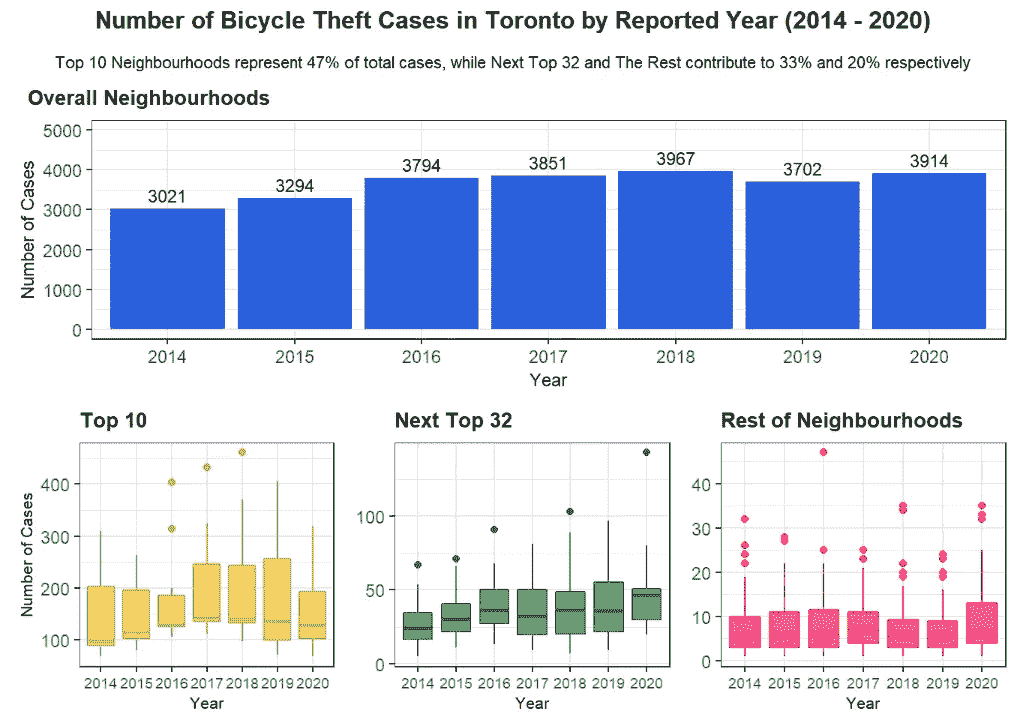 Number of Bicycle Theft Cases in Toronto by Reported Year (2014 - 2020)
Top 10 Neighbourhoods represent 47% of total cases, while Next Top 32 and The Rest contribute to 33% and 20% respectively
Overall Neighbourhoods
Number of Cases
5000
4000
3000
2000
1000
0
3021
3294
3794
3851
3967
3702
3914
2014 2015 2016 2017 2018 2019 2020
Year
Top 10
Number of Cases
400
300
200
100
2014 2015 2016 2017 2018 2019 2020
Year
Next Top 32
100
50
0
2014 2015 2016 2017 2018 2019 2020
Year
Rest of Neighbourhoods
40
30
20
10
0
2014 2015 2016 2017 2018 2019 2020
Year